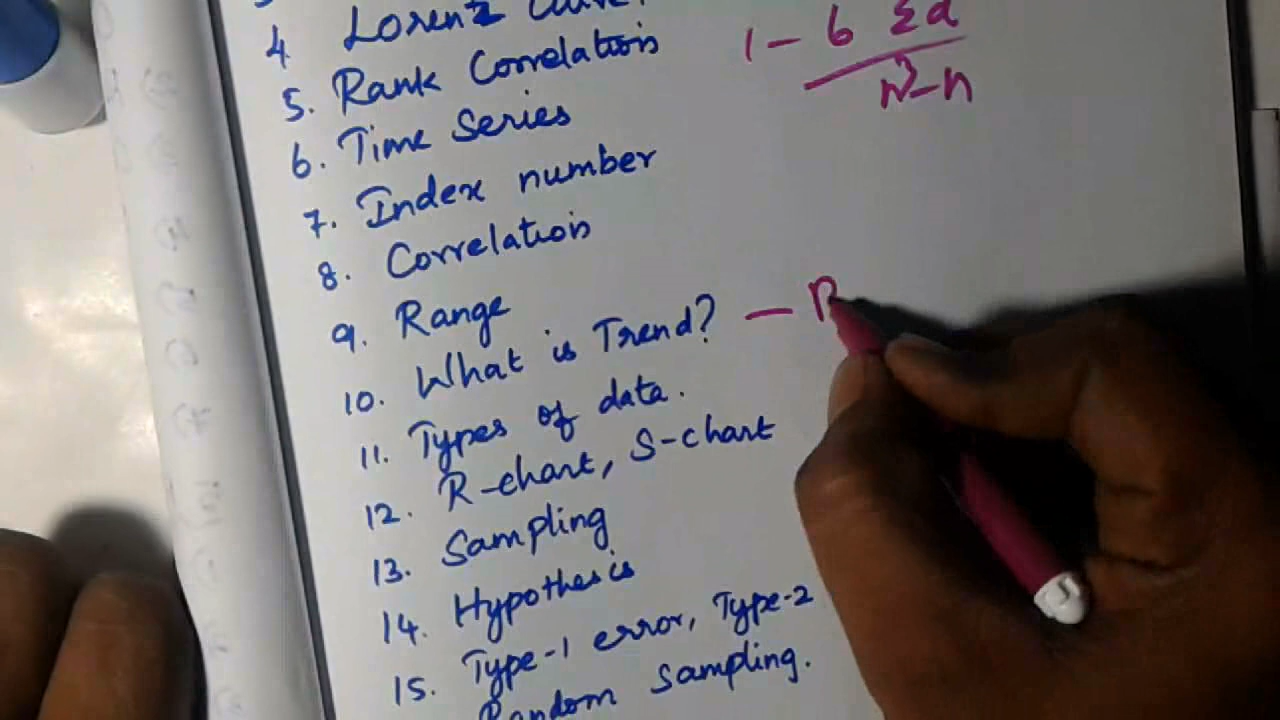 4 Lorenz Curve
5. Rank Correlation
1 - 6 Σd
n³-n
6. Time Series
7. Index number
8. Correlation
9. Range
10. What is Trend? —
11. Types of data.
12. R-chart, S-chart
13. Sampling
14. Hypothesis
15. Type-1 error, Type-2
Random Sampling.